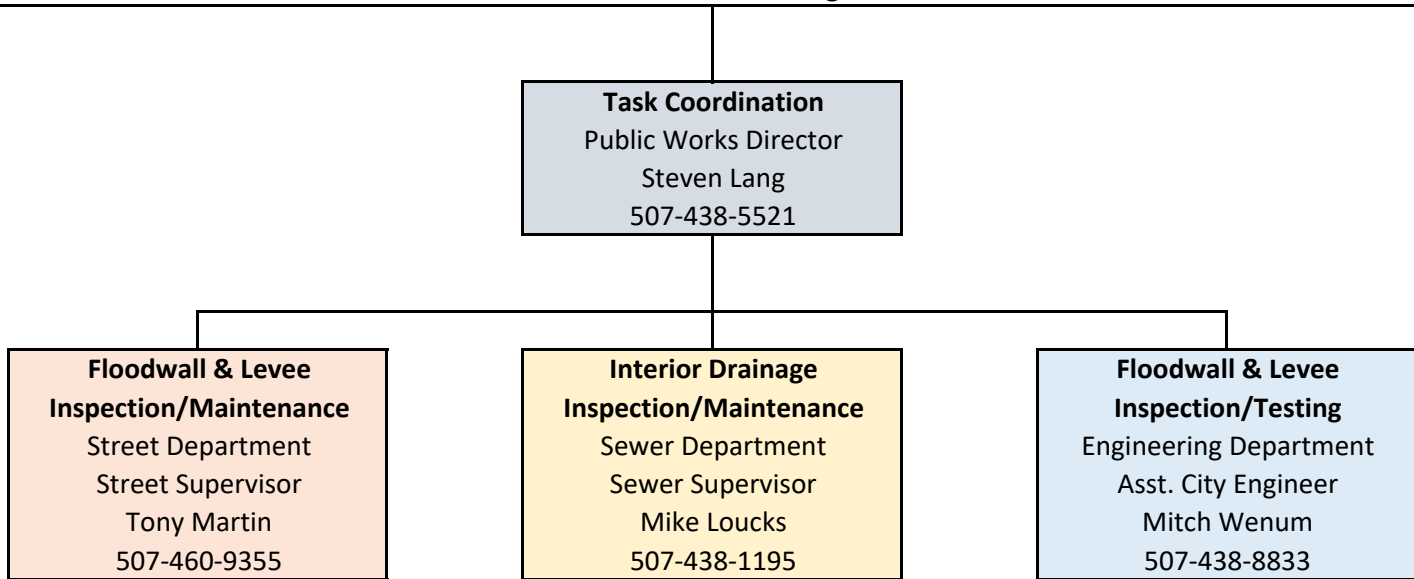 Task Coordination
Public Works Director
Steven Lang
507-438-5521
Floodwall & Levee
Inspection/Maintenance
Street Department
Street Supervisor
Tony Martin
507-460-9355
Interior Drainage
Inspection/Maintenance
Sewer Department
Sewer Supervisor
Mike Loucks
507-438-1195
Floodwall & Levee
Inspection/Testing
Engineering Department
Asst. City Engineer
Mitch Wenum
507-438-8833